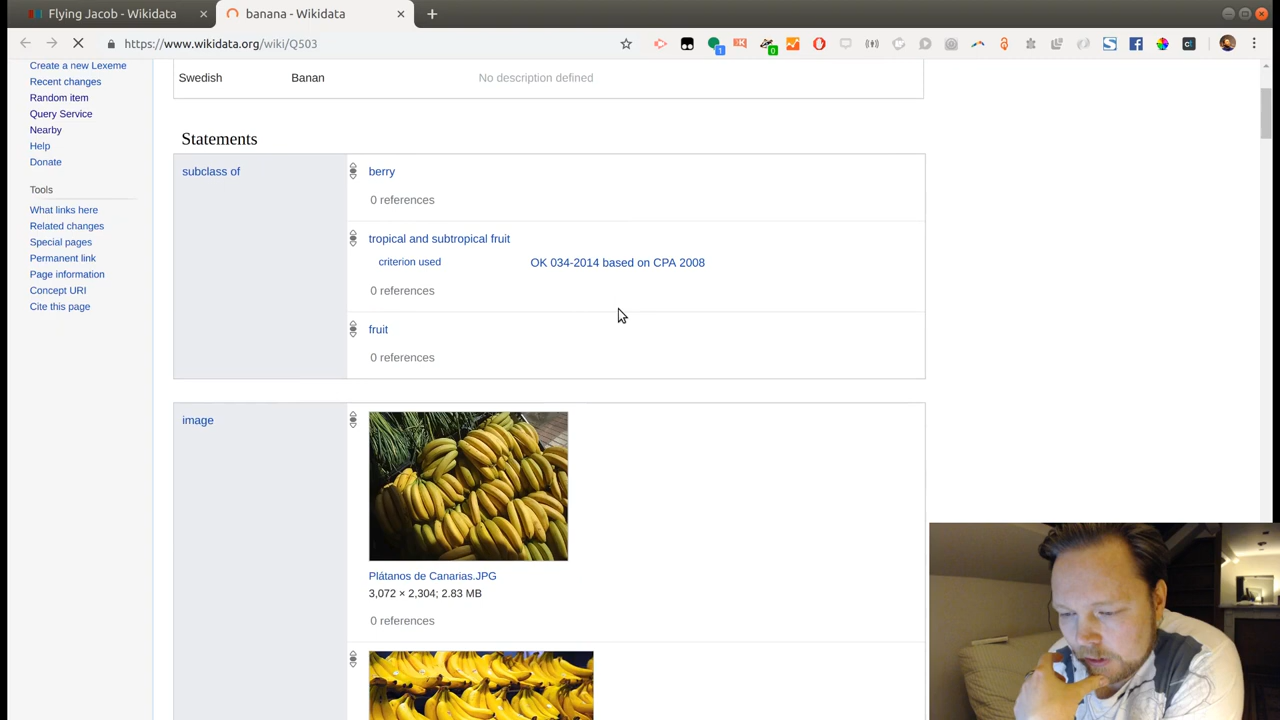 Flying Jacob - Wikidata
banana - Wikidata
https://www.wikidata.org/wiki/Q503
1
0
Create a new Lexeme
Recent changes
Random item
Query Service
Nearby
Help
Donate
Tools
What links here
Related changes
Special pages
Permanent link
Page information
Concept URI
Cite this page
Swedish Banan No description defined
Statements
subclass of
berry
0 references
tropical and subtropical fruit
criterion used OK 034-2014 based on CPA 2008
0 references
fruit
0 references
image
Plátanos de Canarias.JPG
3,072 × 2,304; 2.83 MB
0 references